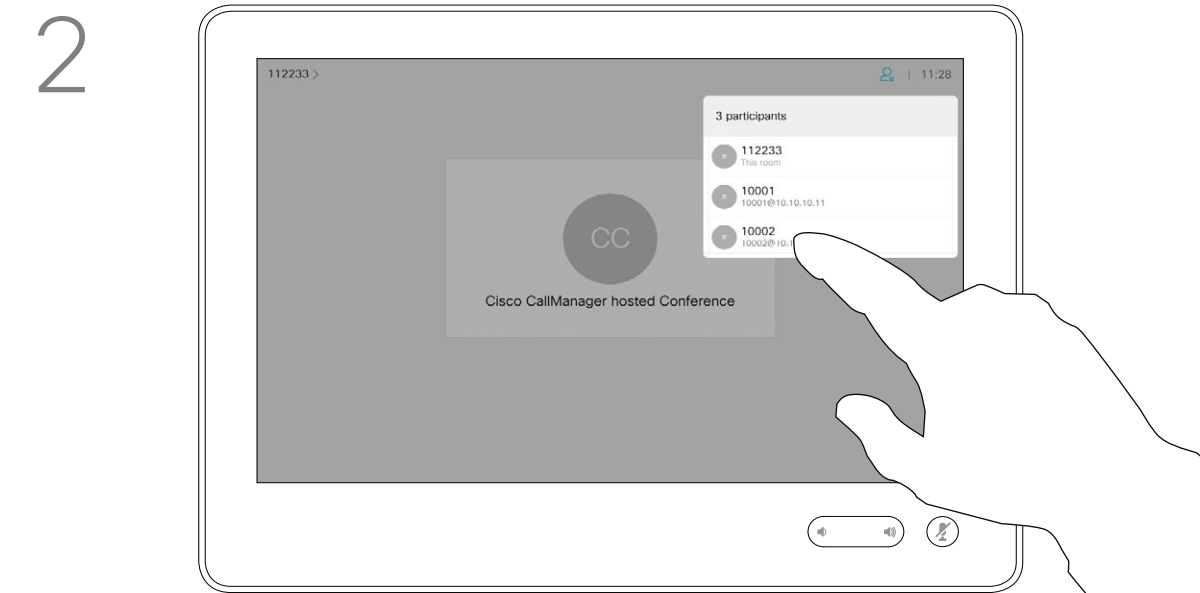 2
112233 >
11:28
3 participants
112233
This room
10001
10001@10.10.10.11
10002
CC
Cisco CallManager hosted Conference